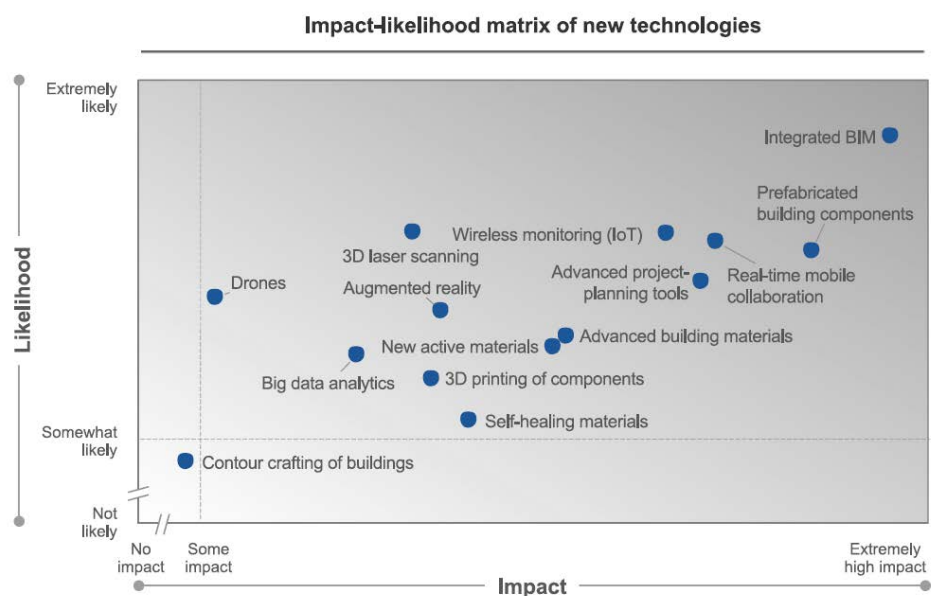 Impact-likelihood matrix of new technologies
Extremely
likely
Integrated BIM
Prefabricated
building components
Wireless monitoring (IoT)
3D laser scanning
Advanced project-
planning tools
Real-time mobile
collaboration
Drones
Augmented reality
Likelihood
Advanced building materials
New active materials
Big data analytics
3D printing of components
Self-healing materials
Somewhat
likely
Contour crafting of buildings
Not
likely
No
impact
Some
impact
Extremely
high impact
Impact